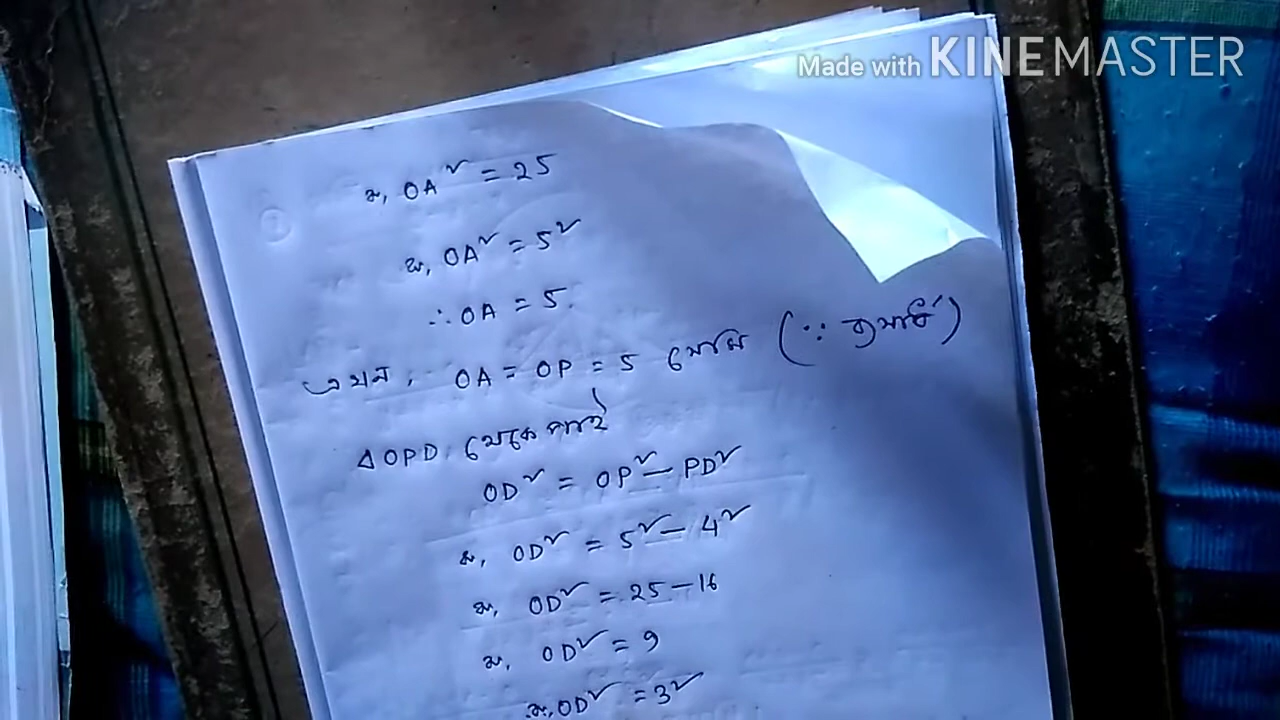 Made with KINEMASTER
বা, OA² = 25
বা, OA² = 5²
∴ OA = 5.
এখন, OA = OP = 5 সেমি (∵ ব্যাসার্ধ)
△OPD থেকে পাই
OD² = OP² - PD²
বা, OD² = 5² - 4²
বা, OD² = 25 - 16
বা, OD² = 9
বা, OD² = 3²